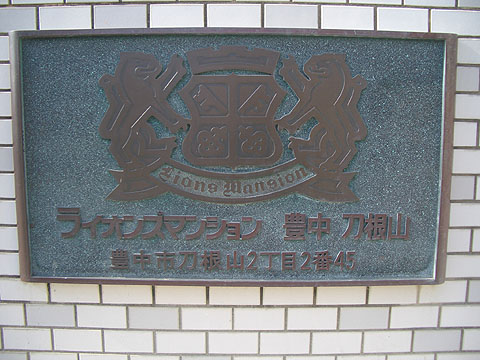 Lions Mansion
ライオンズマンション 豊中 刀根山
豊中市刀根山2丁目2番45